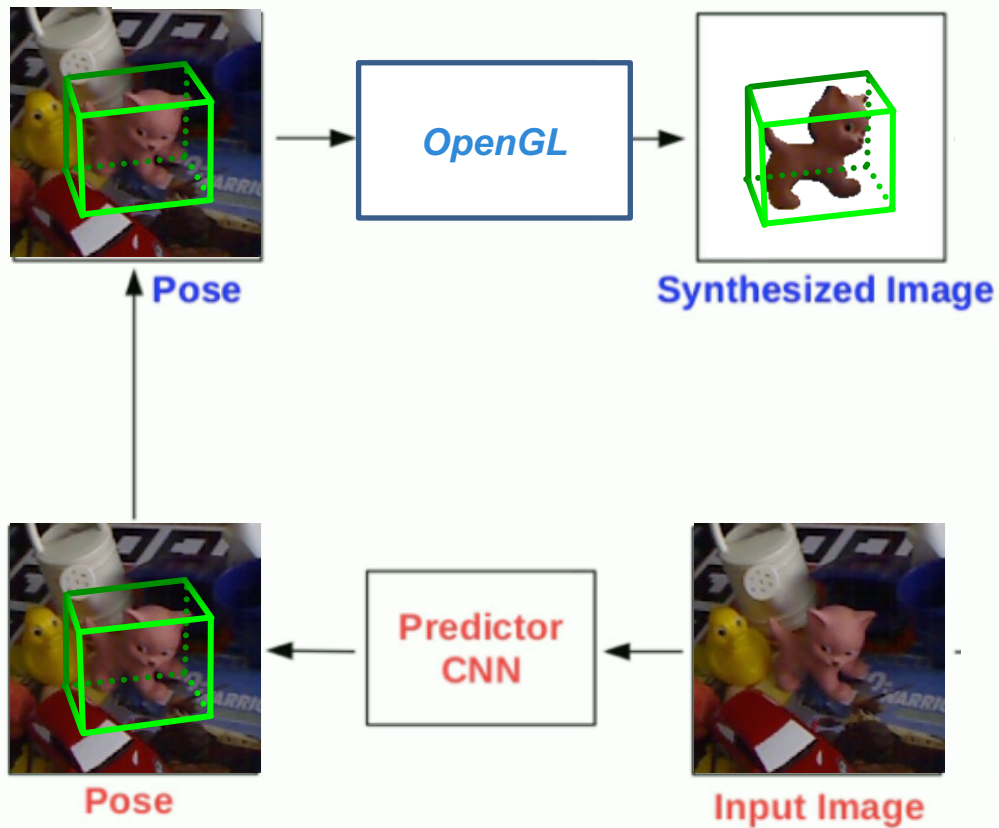 OpenGL
Pose
Synthesized Image
Predictor
CNN
Pose
Input Image